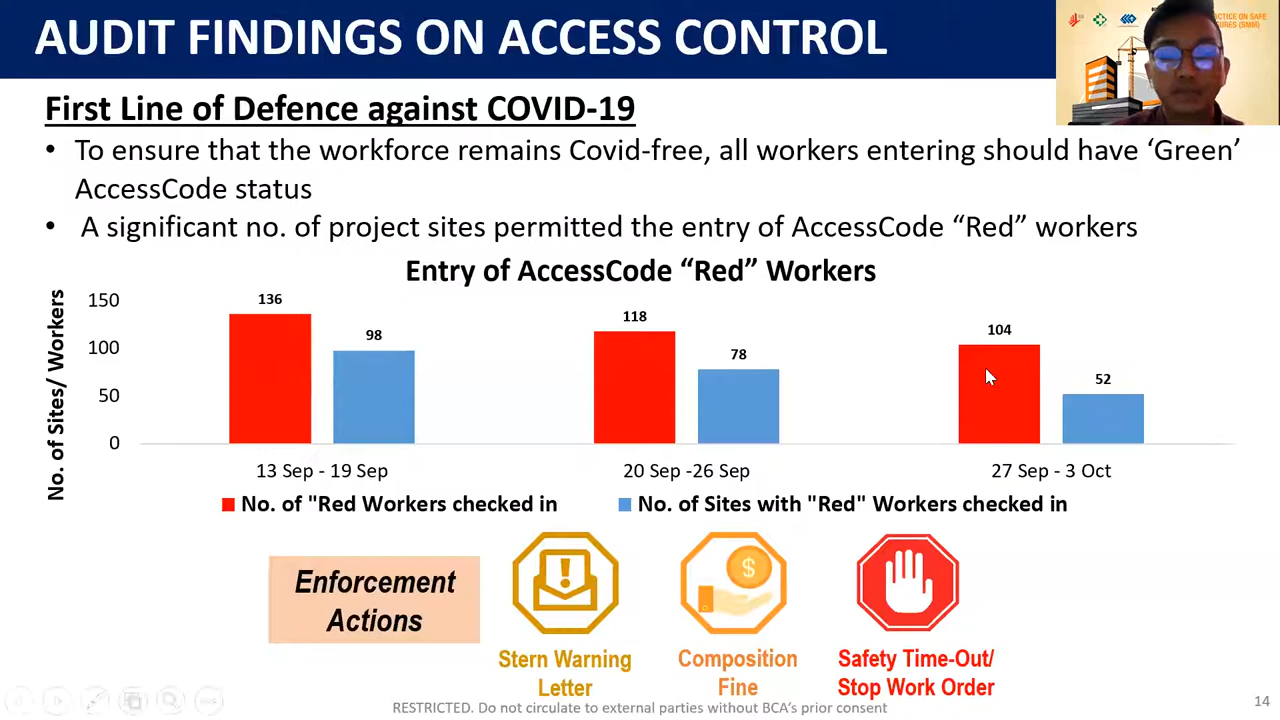 AUDIT FINDINGS ON ACCESS CONTROL
First Line of Defence against COVID-19
• To ensure that the workforce remains Covid-free, all workers entering should have ‘Green’
AccessCode status
• A significant no. of project sites permitted the entry of AccessCode “Red” workers
Entry of AccessCode “Red” Workers
No. of Sites/ Workers
150
100
50
0
136
98
118
78
104
52
13 Sep - 19 Sep
20 Sep -26 Sep
27 Sep - 3 Oct
No. of "Red Workers checked in
No. of Sites with "Red" Workers checked in
Enforcement
Actions
!
$
Stern Warning
Letter
Composition
Fine
Safety Time-Out/
Stop Work Order
RESTRICTED. Do not circulate to external parties without BCA’s prior consent
14